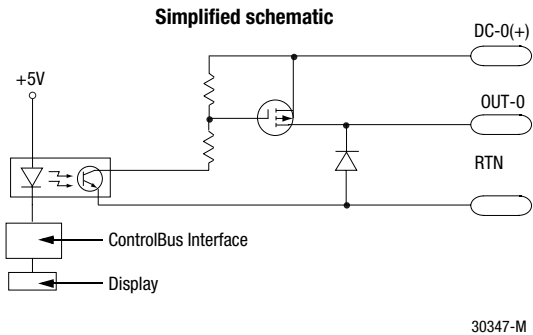 Simplified schematic
DC-0(+)
+5V
OUT-0
RTN
ControlBus Interface
Display
30347-M